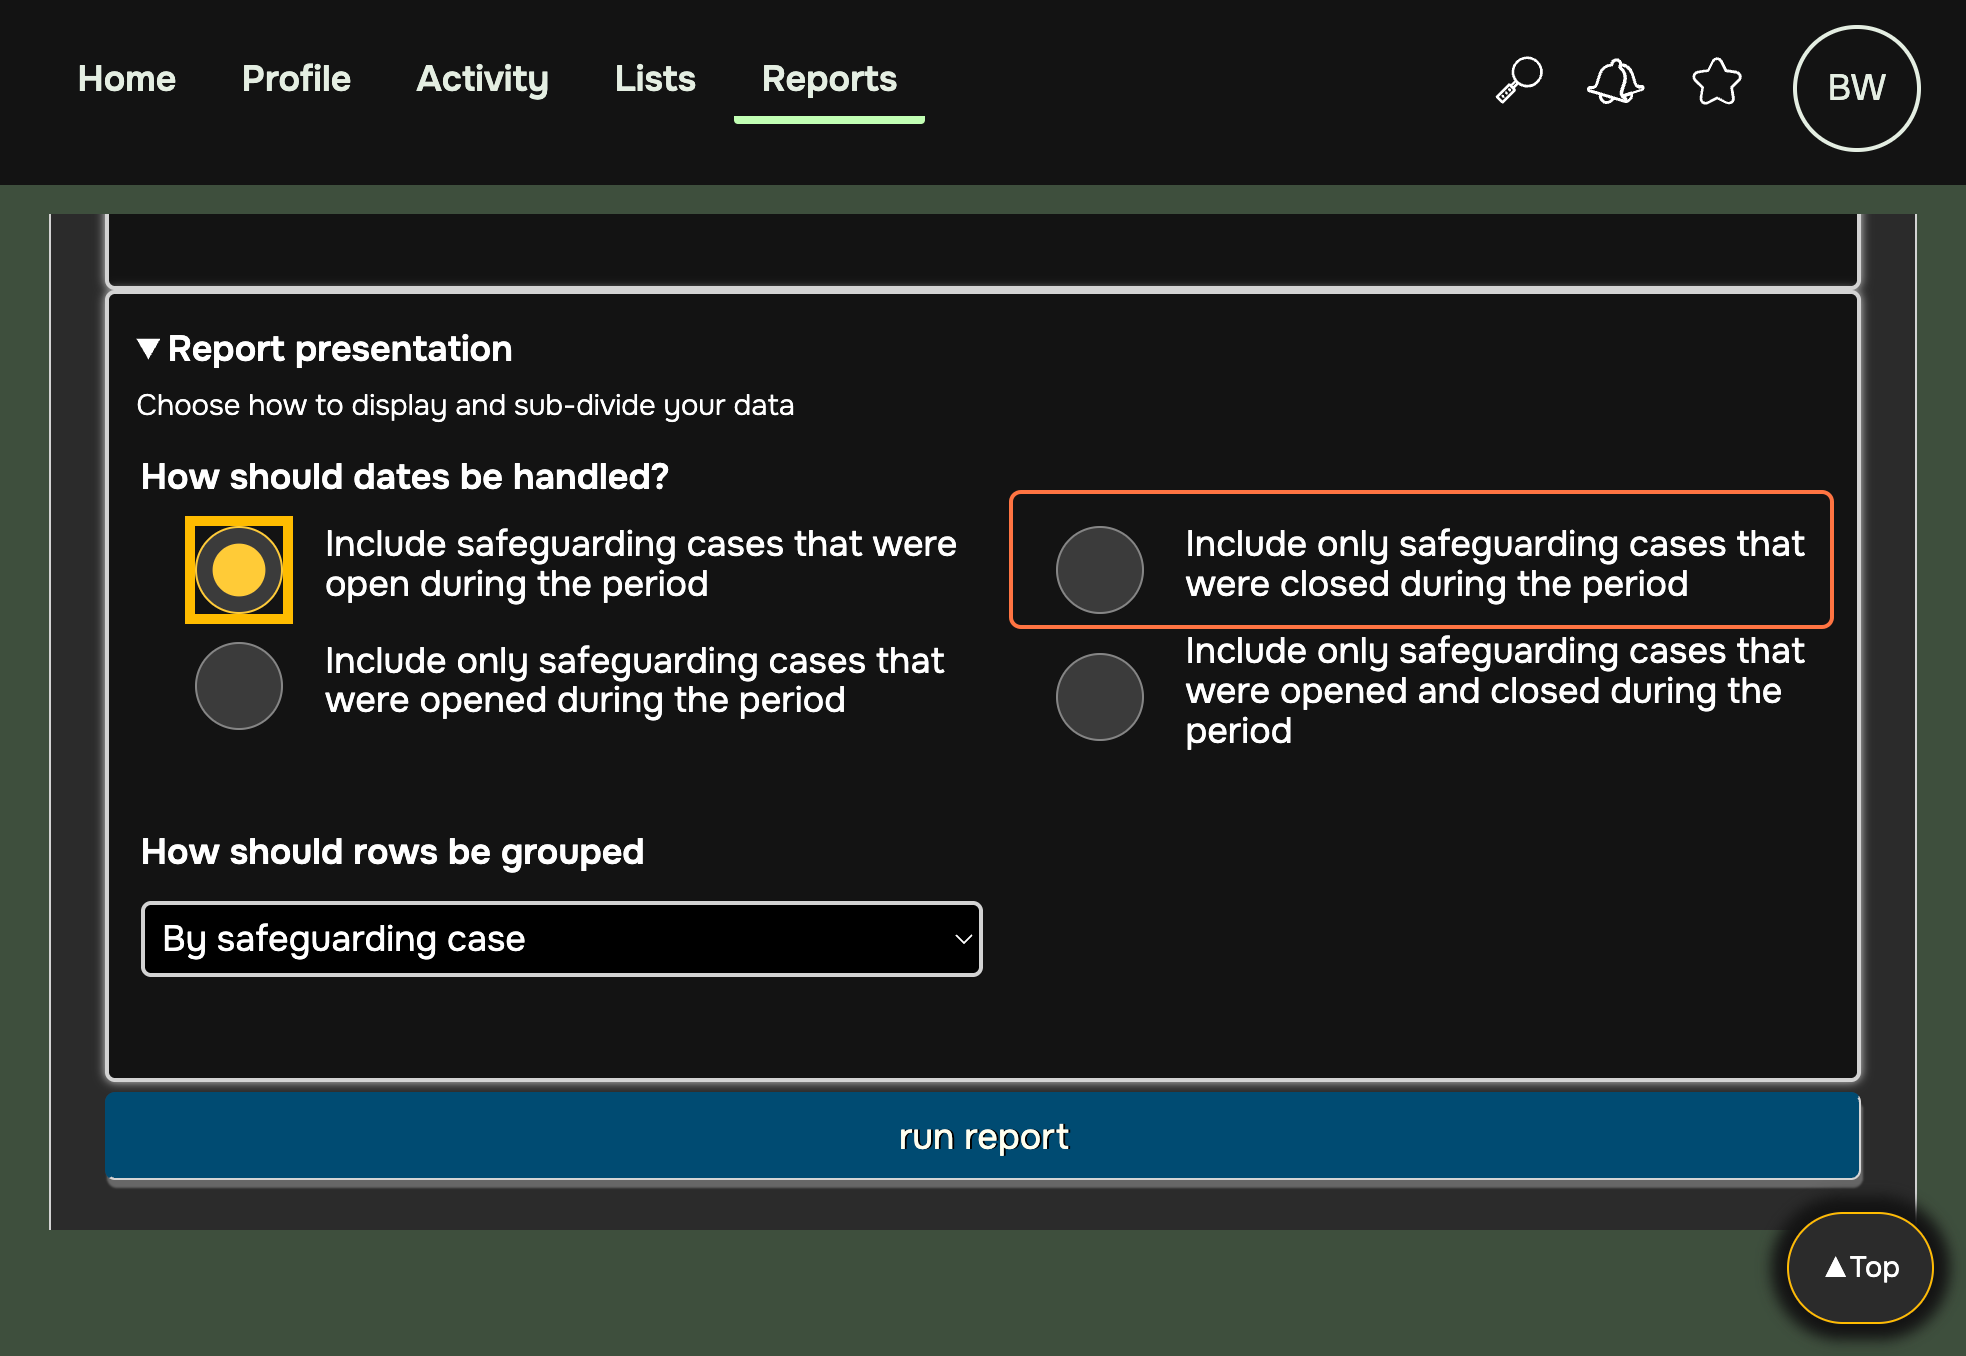 Home Profile Activity Lists Reports BW
▼ Report presentation
Choose how to display and sub-divide your data
How should dates be handled?
Include safeguarding cases that were
open during the period
Include only safeguarding cases that
were closed during the period
Include only safeguarding cases that
were opened during the period
Include only safeguarding cases that
were opened and closed during the
period
How should rows be grouped
By safeguarding case
run report
▲Top